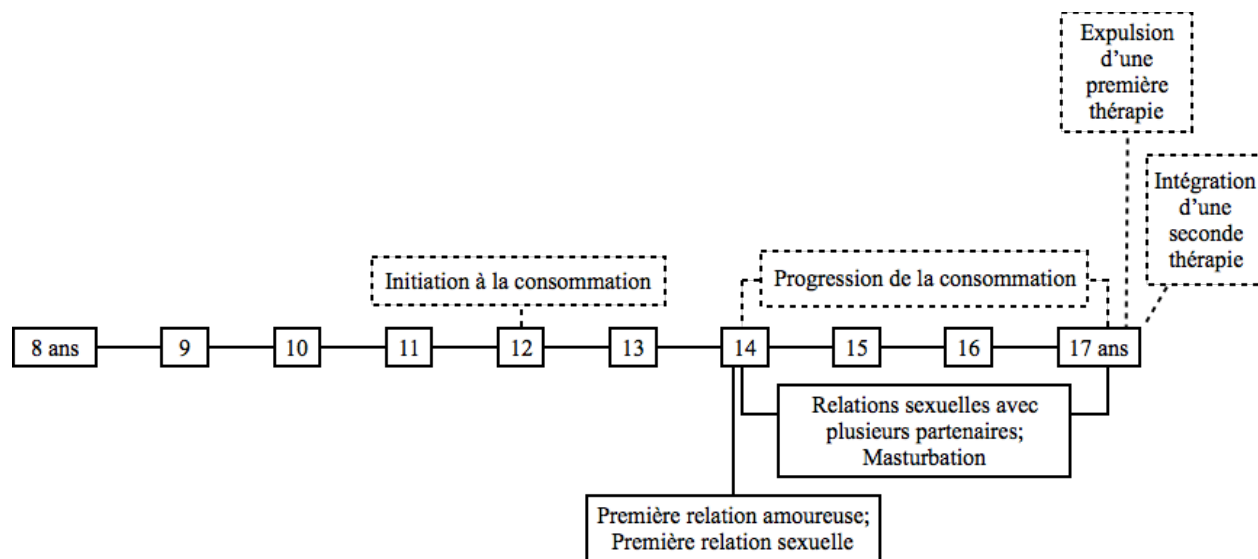 Expulsion
d'une
première
thérapie
Intégration
d'une
seconde
thérapie
Initiation à la consommation
Progression de la consommation
8 ans
9
10
11
12
13
14
15
16
17 ans
Relations sexuelles avec
plusieurs partenaires;
Masturbation
Première relation amoureuse;
Première relation sexuelle